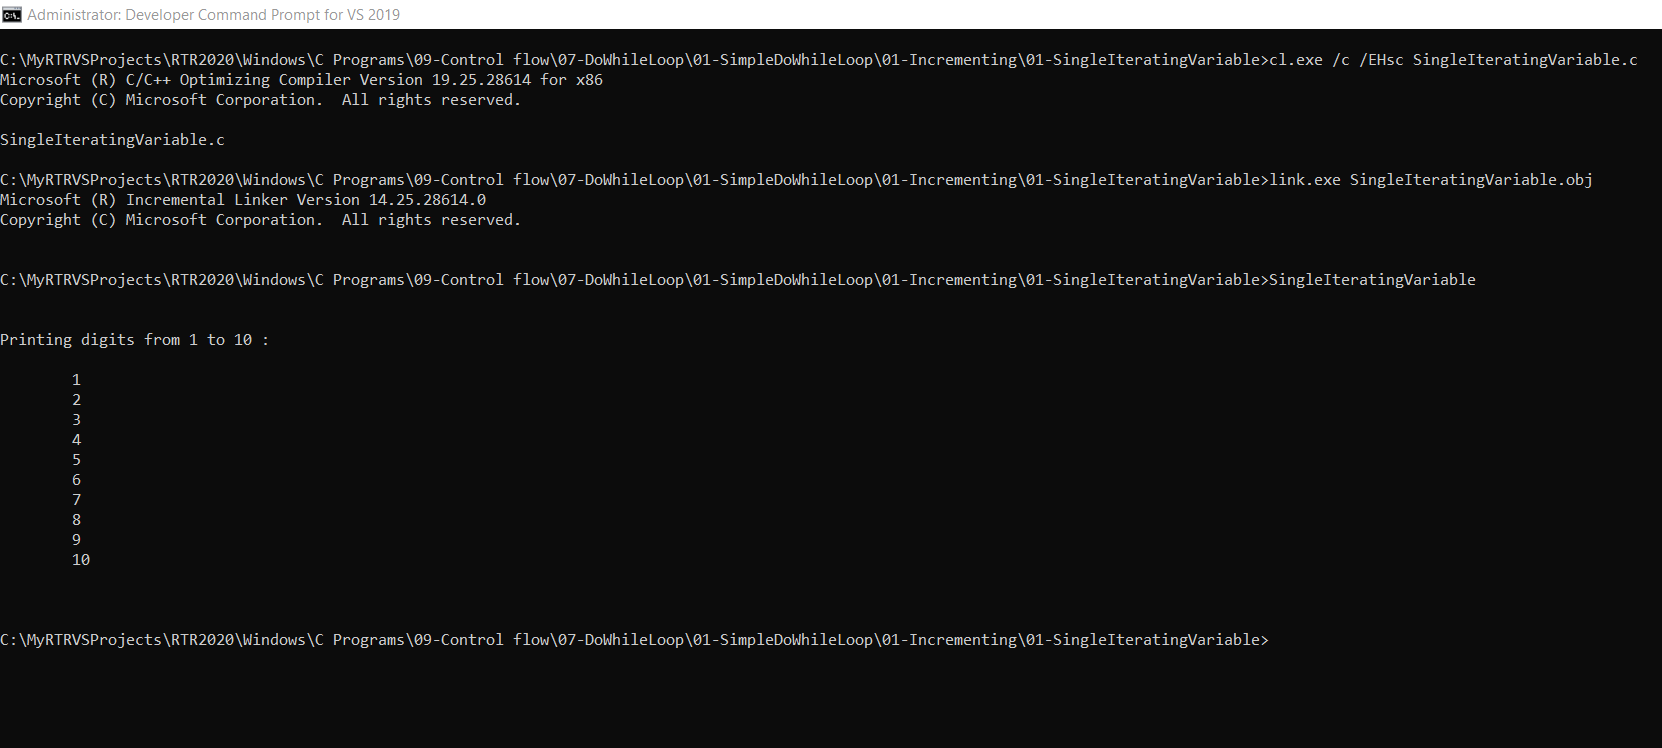 Administrator: Developer Command Prompt for VS 2019
C:\MyRTRVSProjects\RTR2020\Windows\C Programs\09-Control flow\07-DoWhileLoop\01-SimpleDoWhileLoop\01-Incrementing\01-SingleIteratingVariable>cl.exe /c /EHsc SingleIteratingVariable.c
Microsoft (R) C/C++ Optimizing Compiler Version 19.25.28614 for x86
Copyright (C) Microsoft Corporation.  All rights reserved.
SingleIteratingVariable.c
C:\MyRTRVSProjects\RTR2020\Windows\C Programs\09-Control flow\07-DoWhileLoop\01-SimpleDoWhileLoop\01-Incrementing\01-SingleIteratingVariable>link.exe SingleIteratingVariable.obj
Microsoft (R) Incremental Linker Version 14.25.28614.0
Copyright (C) Microsoft Corporation.  All rights reserved.
C:\MyRTRVSProjects\RTR2020\Windows\C Programs\09-Control flow\07-DoWhileLoop\01-SimpleDoWhileLoop\01-Incrementing\01-SingleIteratingVariable>SingleIteratingVariable
Printing digits from 1 to 10 :
1
2
3
4
5
6
7
8
9
10
C:\MyRTRVSProjects\RTR2020\Windows\C Programs\09-Control flow\07-DoWhileLoop\01-SimpleDoWhileLoop\01-Incrementing\01-SingleIteratingVariable>